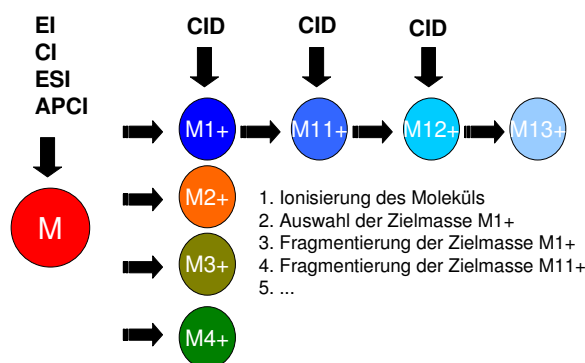 EI
CI
ESI
APCI
CID
CID
CID
M
M1+
M11+
M12+
M13+
M2+
M3+
M4+
1. Ionisierung des Moleküls
2. Auswahl der Zielmasse M1+
3. Fragmentierung der Zielmasse M1+
4. Fragmentierung der Zielmasse M11+
5. ...